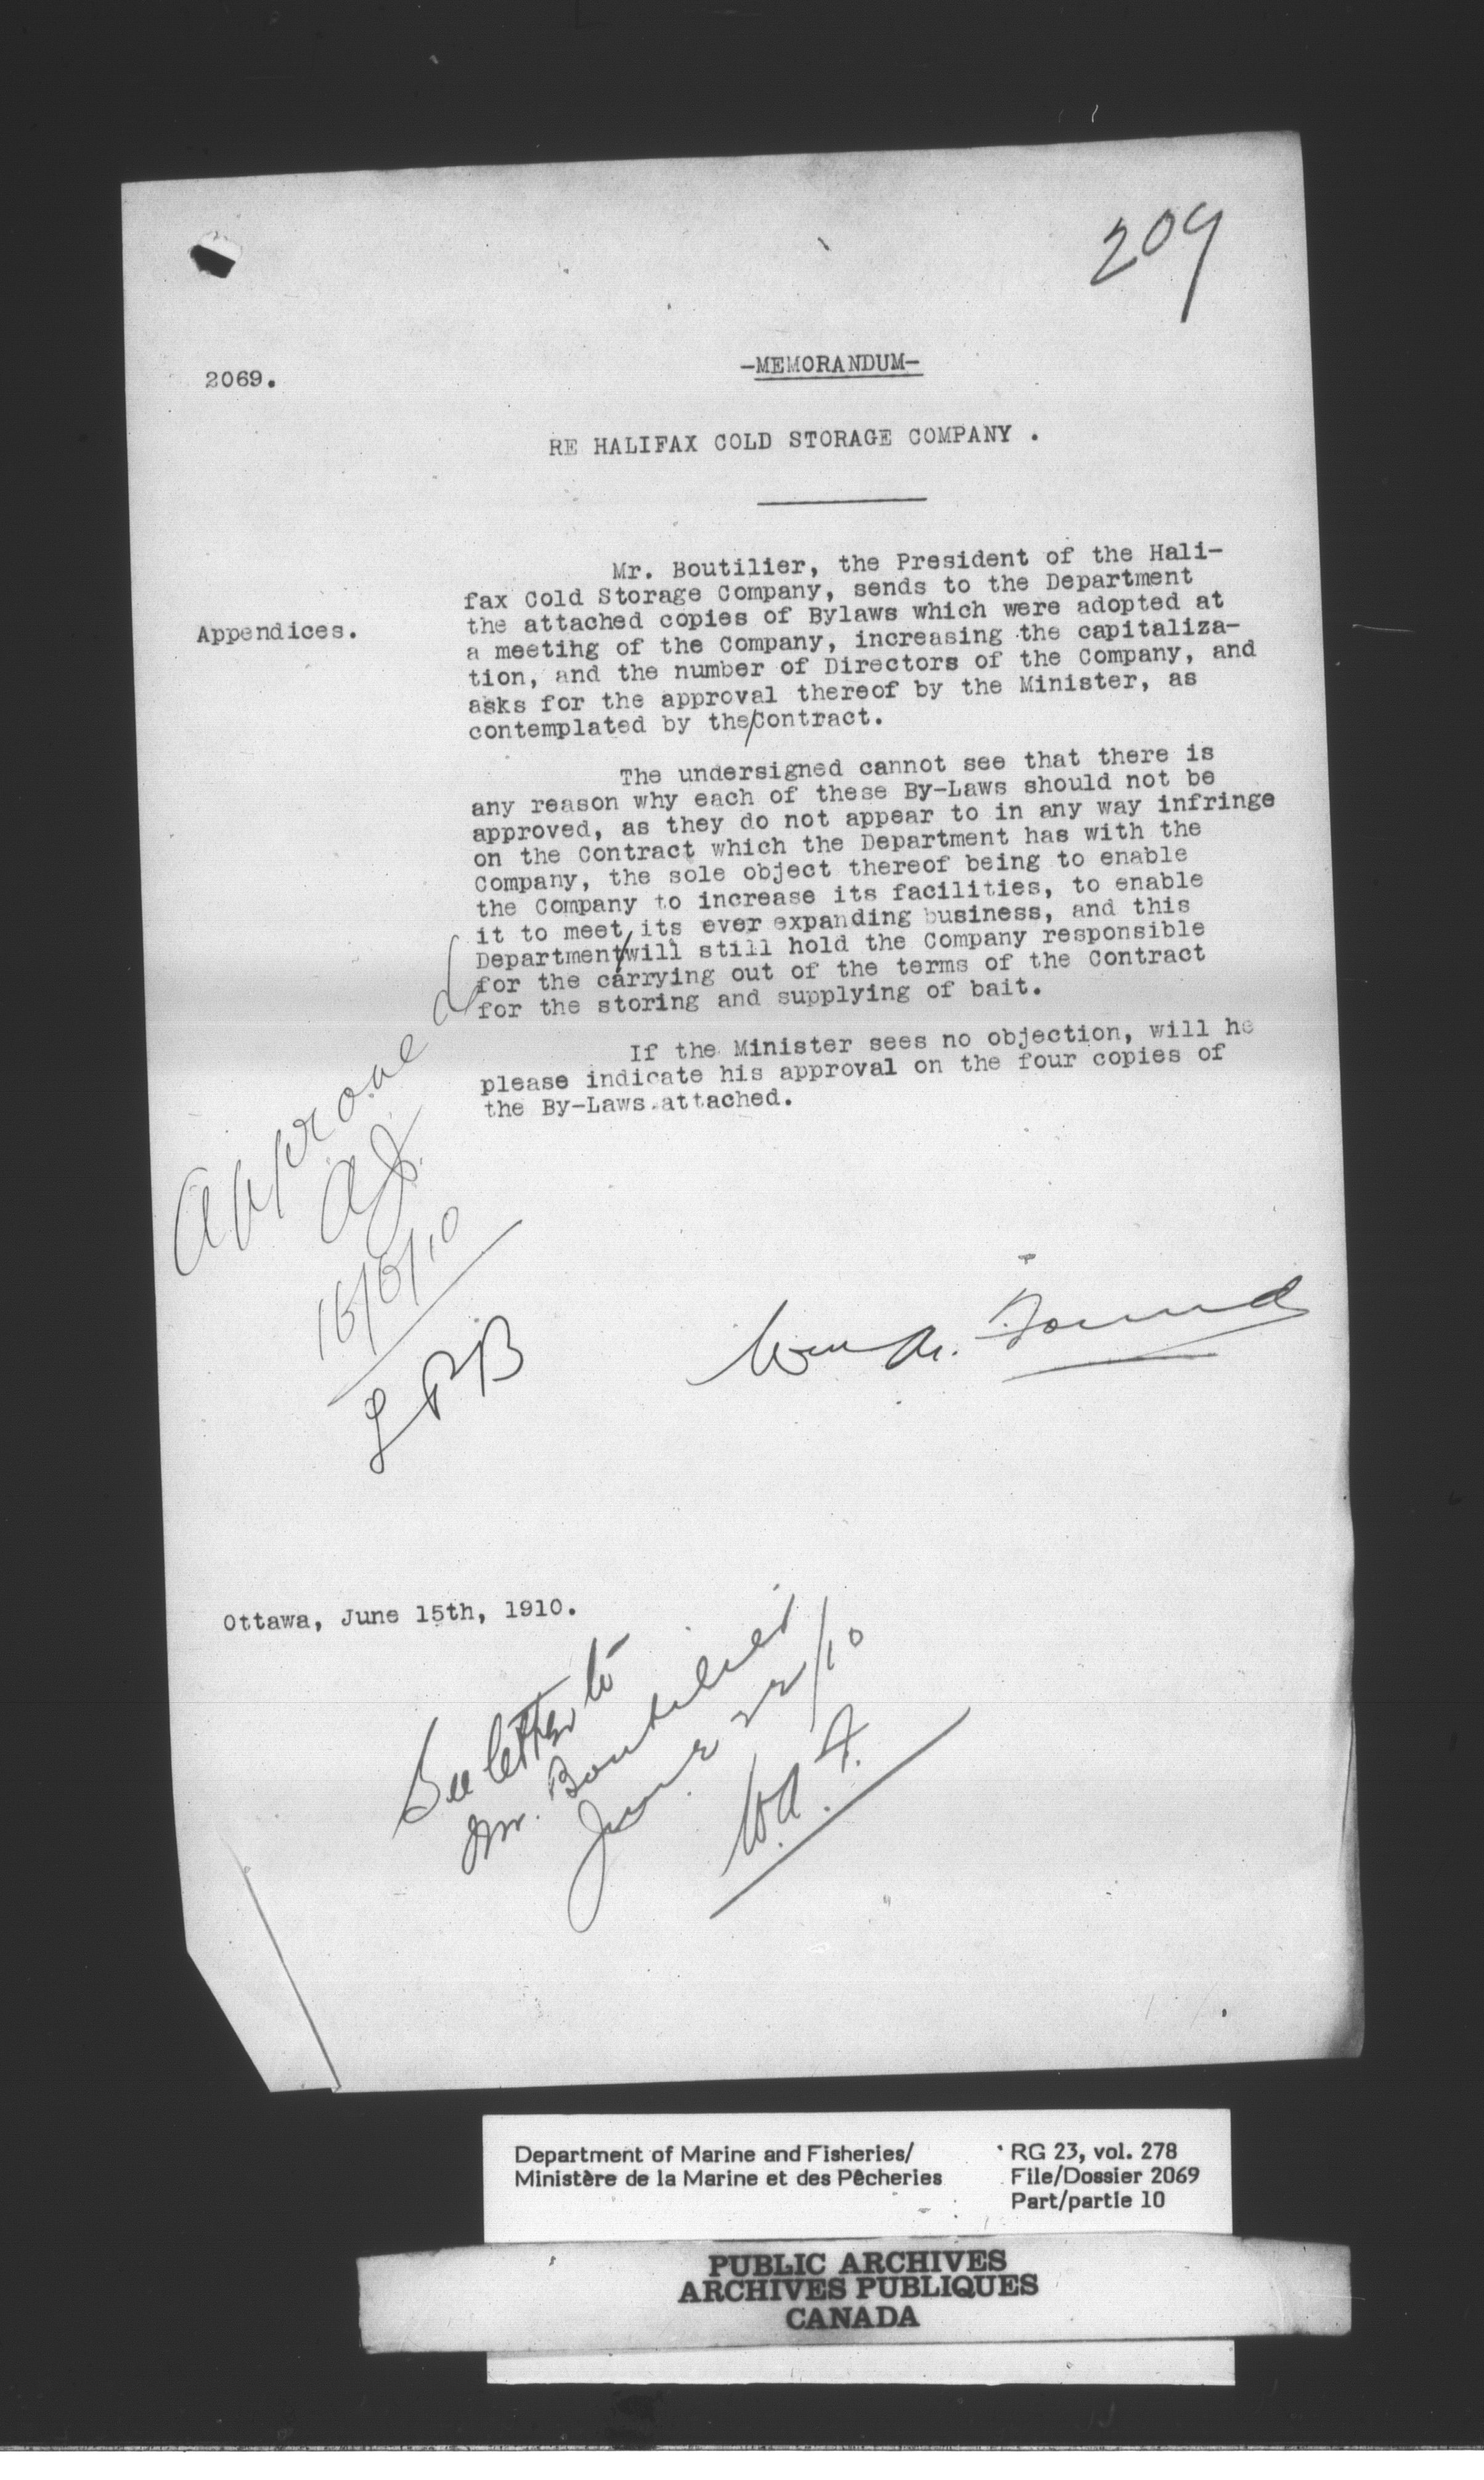 209
2069.
-MEMORANDUM-
RE HALIFAX COLD STORAGE COMPANY .
Mr. Boutilier, the President of the Hali-
fax Cold Storage Company, sends to the Department
the attached copies of Bylaws which were adopted at
Appendices.
a meeting of the Company, increasing the capitaliza-
tion, and the number of Directors of the Company, and
asks for the approval thereof by the Minister, as
contemplated by the/Contract.
The undersigned cannot see that there is
any reason why each of these By-Laws should not be
approved, as they do not appear to in any way infringe
on the Contract which the Department has with the
Company, the sole object thereof being to enable
the Company to increase its facilities, to enable
it to meet its ever expanding business, and this
Department/will still hold the Company responsible
for the carrying out of the terms of the Contract
for the storing and supplying of bait.
If the Minister sees no objection, will he
please indicate his approval on the four copies of
the By-Laws attached.
Approved
16/6/10
LPB
Wm A. Found
Ottawa, June 15th, 1910.
See letter to
Mr. Boutilier
June 22/10
W.A.F.
Department of Marine and Fisheries/
Ministère de la Marine et des Pêcheries
RG 23, vol. 278
File/Dossier 2069
Part/partie 10
PUBLIC ARCHIVES
ARCHIVES PUBLIQUES
CANADA